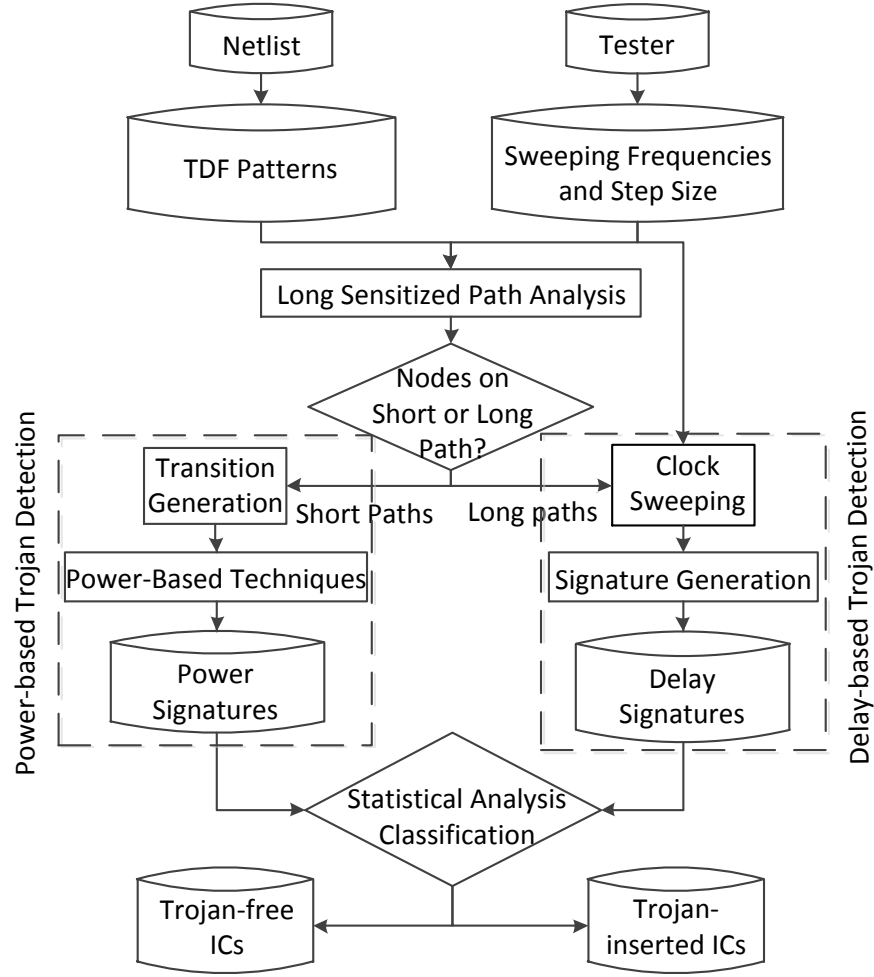 Netlist
Tester
TDF Patterns
Sweeping Frequencies
and Step Size
Long Sensitized Path Analysis
Nodes on
Short or Long
Path?
Power-based Trojan Detection
Transition
Generation
Short Paths
Long paths
Clock
Sweeping
Delay-based Trojan Detection
Power-Based Techniques
Signature Generation
Power
Signatures
Delay
Signatures
Statistical Analysis
Classification
Trojan-free
ICs
Trojan-
inserted ICs